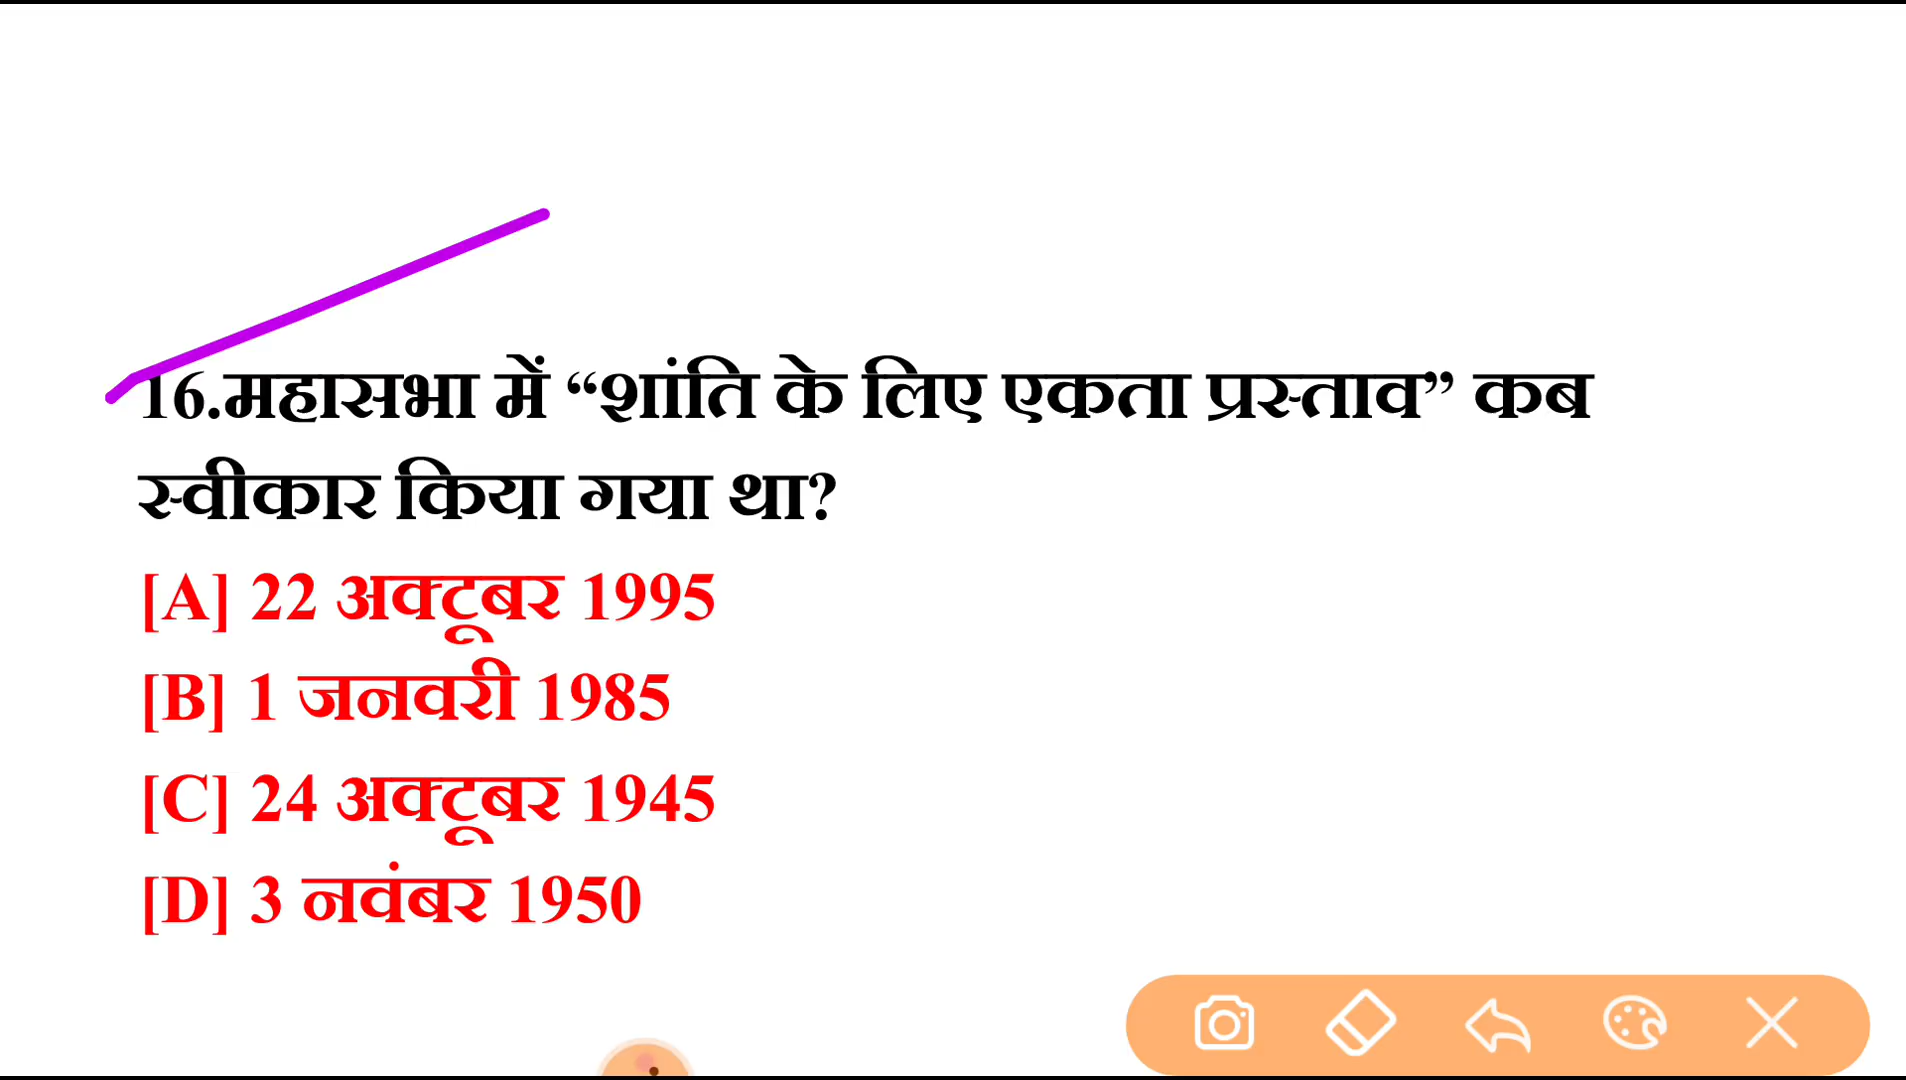 16.महासभा में “शांति के लिए एकता प्रस्ताव” कब
स्वीकार किया गया था?
[A] 22 अक्टूबर 1995
[B] 1 जनवरी 1985
[C] 24 अक्टूबर 1945
[D] 3 नवंबर 1950